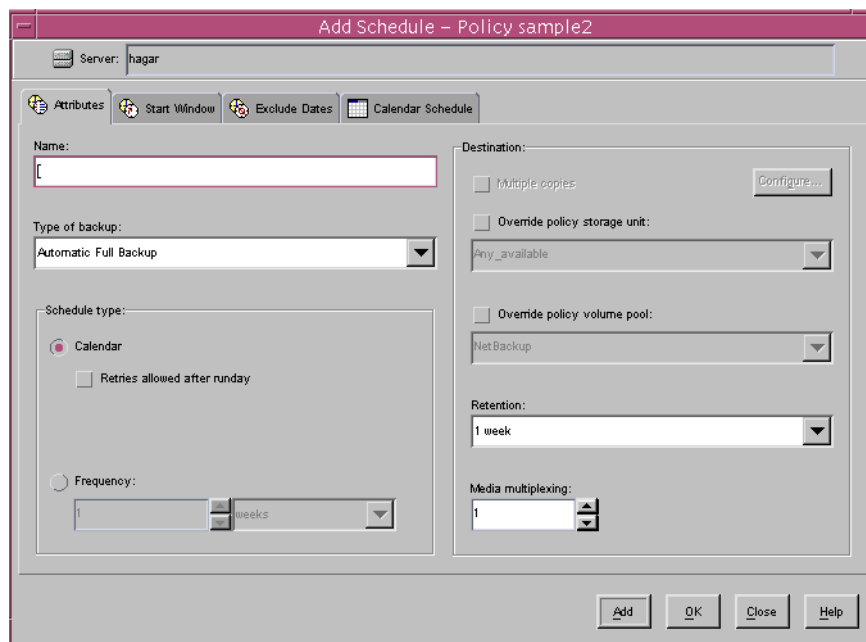 Add Schedule – Policy sample2
Server: hagar
Attributes
Start Window
Exclude Dates
Calendar Schedule
Name:
[
Type of backup:
Automatic Full Backup
Schedule type:
Calendar
Retries allowed after runday
Frequency:
1 weeks
Destination:
Multiple copies
Configure...
Override policy storage unit:
Any_available
Override policy volume pool:
NetBackup
Retention:
1 week
Media multiplexing:
1
Add
OK
Close
Help